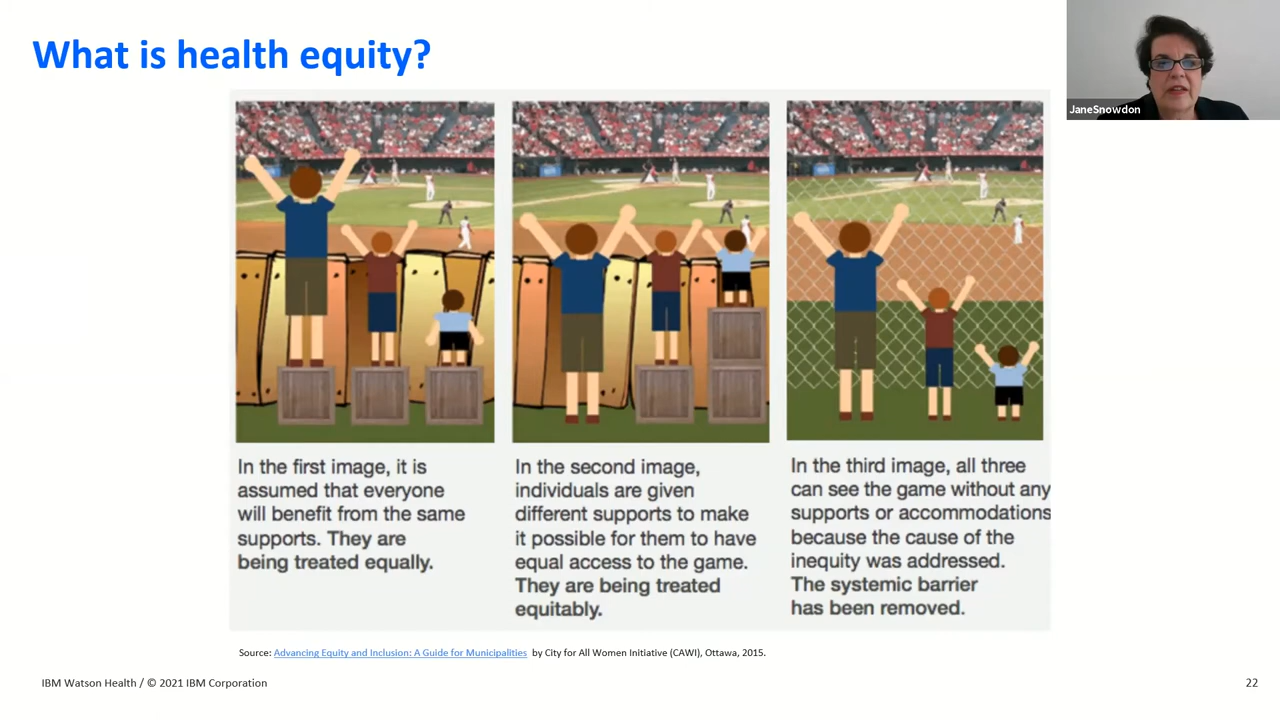 What is health equity?
JaneSnowdon
In the first image, it is
assumed that everyone
will benefit from the same
supports. They are
being treated equally.
In the second image,
individuals are given
different supports to make
it possible for them to have
equal access to the game.
They are being treated
equitably.
In the third image, all three
can see the game without any
supports or accommodations
because the cause of the
inequity was addressed.
The systemic barrier
has been removed.
Source: Advancing Equity and Inclusion: A Guide for Municipalities by City for All Women Initiative (CAWI), Ottawa, 2015.
IBM Watson Health / © 2021 IBM Corporation
22